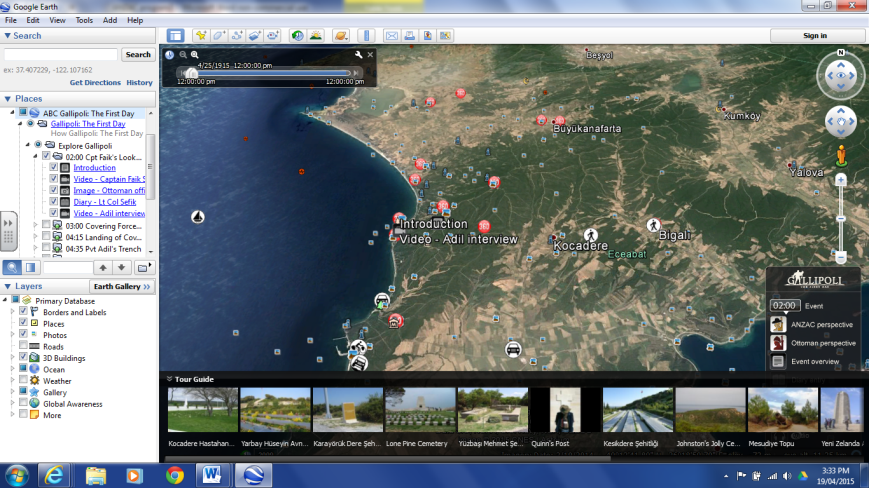 Google Earth
File Edit View Tools Add Help
Search
Search
ex: 37.407229, -122.107162
Get Directions History
Places
ABC Gallipoli: The First Day
Gallipoli: The First Day
How Gallipoli: The First Day
Explore Gallipoli
02:00 Cpt Faik's Look...
Introduction
Video - Captain Faik S
Image - Ottoman offi
Diary - Lt Col Sefik
Video - Adil interview
03:00 Covering Force...
04:15 Landing of Cov...
04:35 Pvt Adil's Trench
Layers
Earth Gallery >>
Primary Database
Borders and Labels
Places
Photos
Roads
3D Buildings
Ocean
Weather
Gallery
Global Awareness
More
Sign in
4/25/1915 12:00:00 pm
12:00:00 pm 12:00:00 pm
N
Beşyol
Kumköy
Büyükanafarta
Yalova
Introduction
Video - Adil interview
Kocadere
Bigali
Eceabat
GALLIPOLI
THE FIRST DAY
02:00 Event
ANZAC perspective
Ottoman perspective
Event overview
Tour Guide
Kocadere Hastahan...
Yarbay Hüseyin Avn...
Karayörük Dere Şeh...
Lone Pine Cemetery
Yüzbaşı Mehmet Şe...
Quinn's Post
Kesikdere Şehitliği
Johnston's Jolly Ce...
Mesudiye Topu
Yeni Zelanda A
3:33 PM
19/04/2015